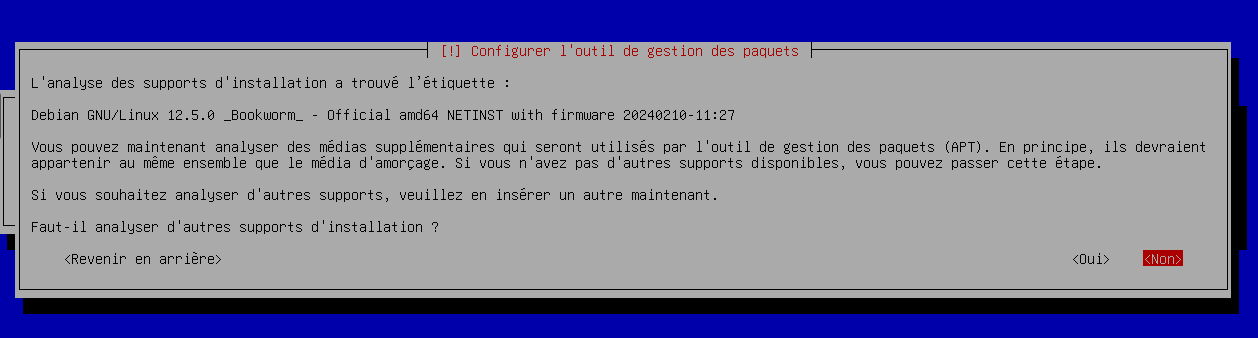 [!] Configurer l'outil de gestion des paquets
L'analyse des supports d'installation a trouvé l’étiquette :
Debian GNU/Linux 12.5.0 _Bookworm_ - Official amd64 NETINST with firmware 20240210-11:27
Vous pouvez maintenant analyser des médias supplémentaires qui seront utilisés par l'outil de gestion des paquets (APT). En principe, ils devraient
appartenir au même ensemble que le média d'amorçage. Si vous n'avez pas d'autres supports disponibles, vous pouvez passer cette étape.
Si vous souhaitez analyser d'autres supports, veuillez en insérer un autre maintenant.
Faut-il analyser d'autres supports d'installation ?
<Revenir en arrière> <Oui> <Non>